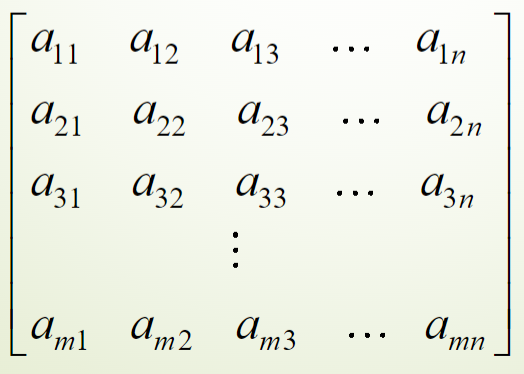 a₁₁ a₁₂ a₁₃ ⋯ a₁ₙ
a₂₁ a₂₂ a₂₃ ⋯ a₂ₙ
a₃₁ a₃₂ a₃₃ ⋯ a₃ₙ
⋮
aₘ₁ aₘ₂ aₘ₃ ⋯ aₘₙ